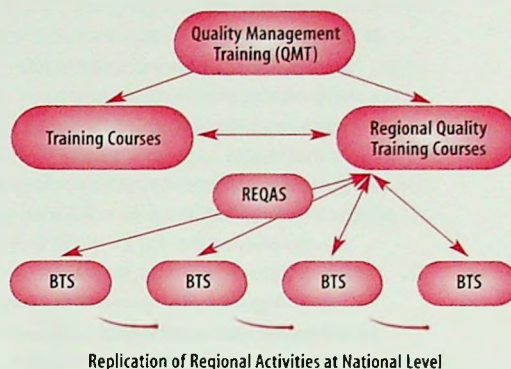 Quality Management
Training (QMT)
Training Courses
Regional Quality
Training Courses
REQAS
BTS
BTS
BTS
BTS
Replication of Regional Activities at National Level